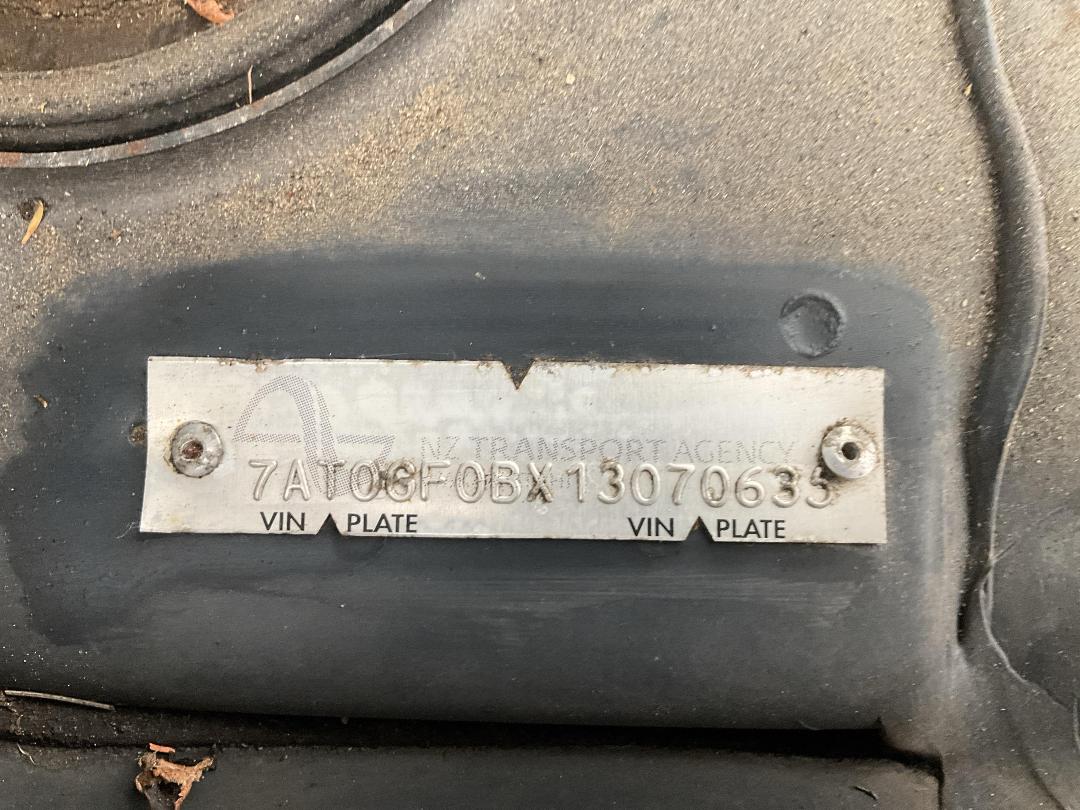 NZ TRANSPORT AGENCY
7AT0GF0BX13070635
VIN PLATE VIN PLATE